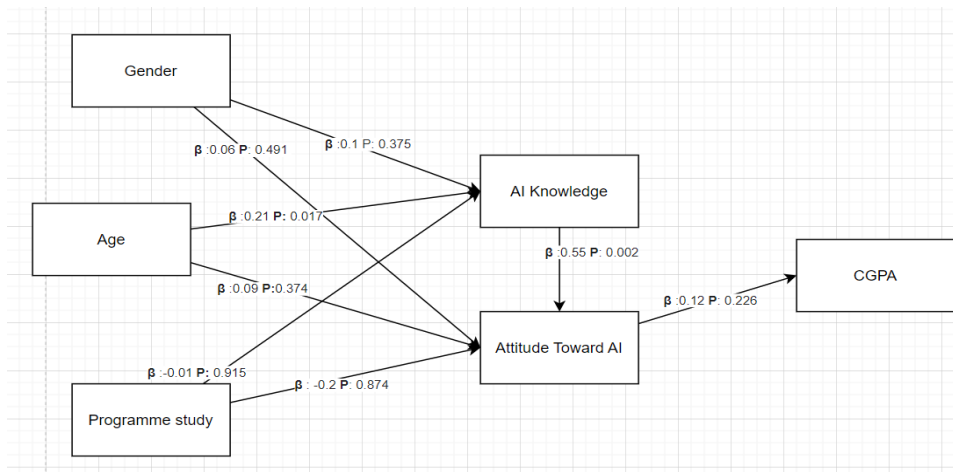 Gender
β :0.1 P: 0.375
β :0.06 P: 0.491
AI Knowledge
β :0.21 P: 0.017
Age
β :0.55 P: 0.002
CGPA
β :0.09 P:0.374
β :0.12 P: 0.226
Attitude Toward AI
β :-0.01 P: 0.915
β : -0.2 P: 0.874
Programme study